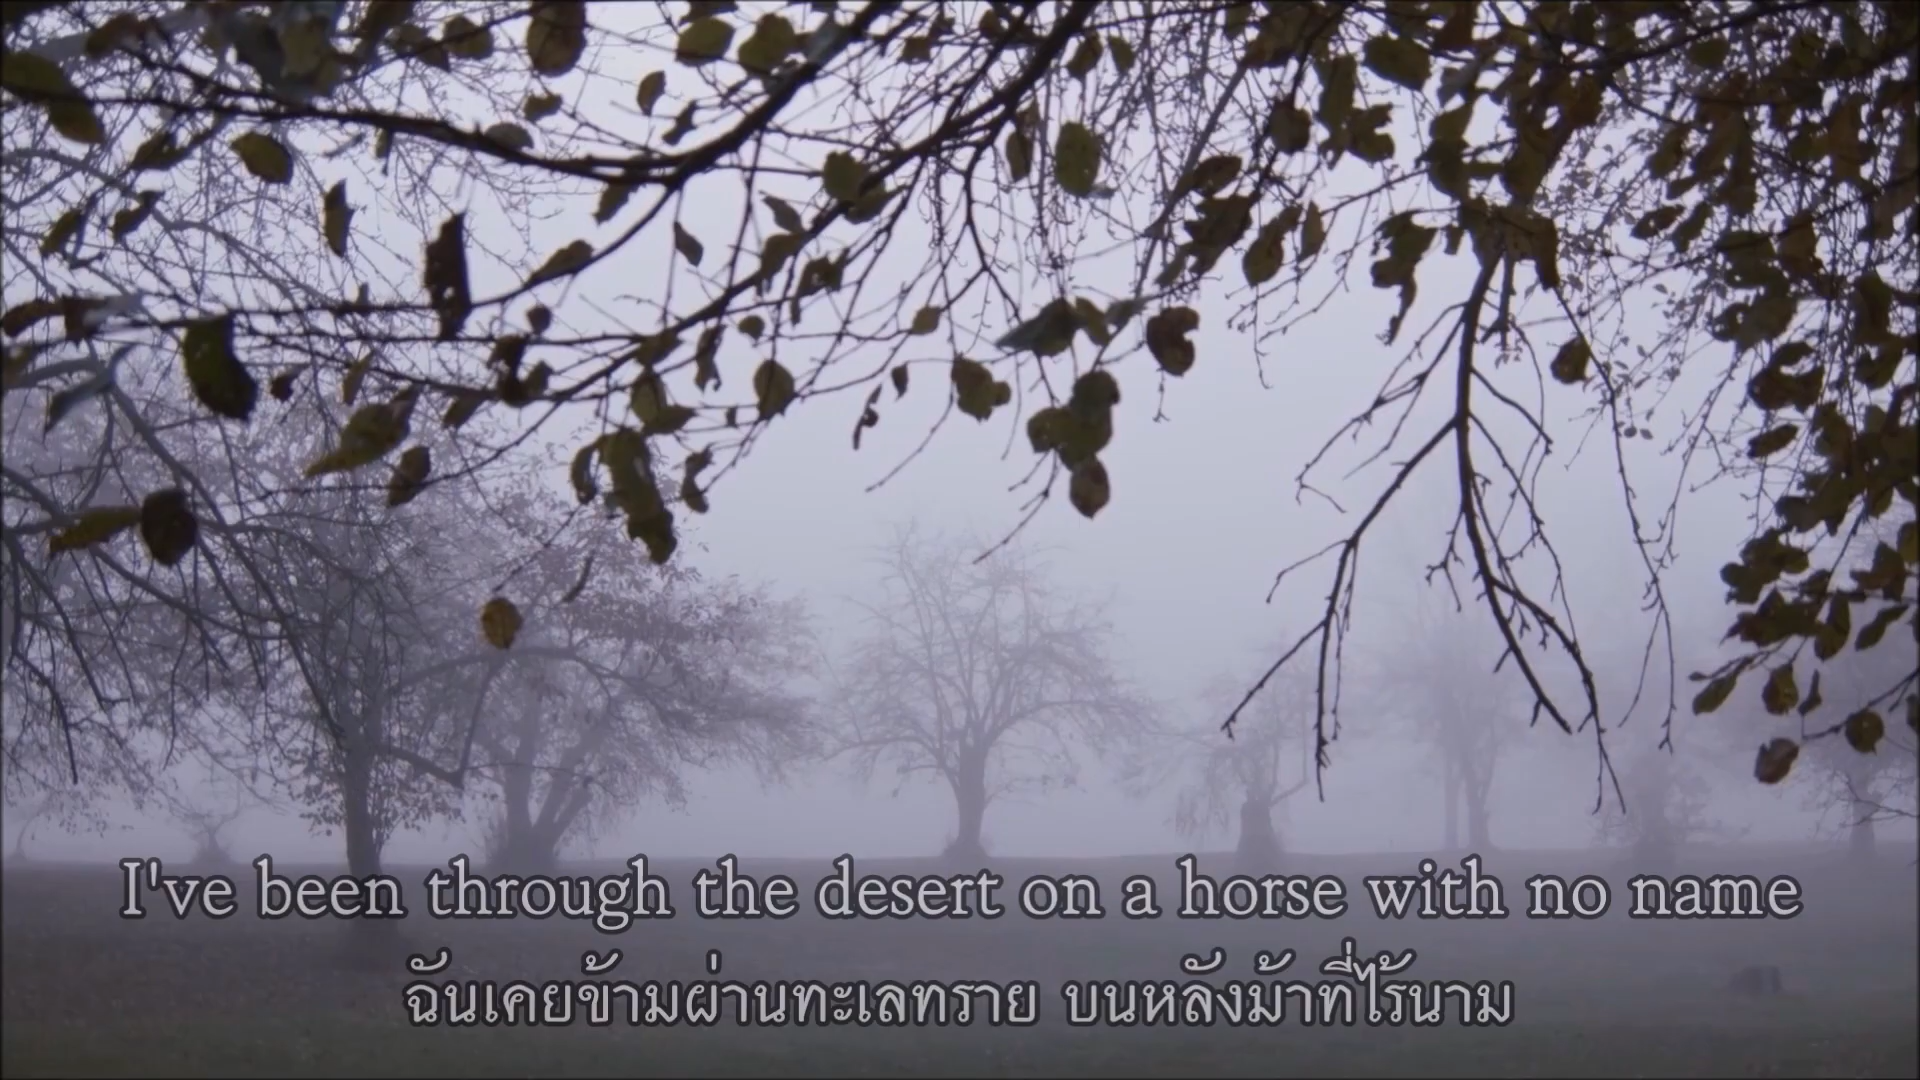 I've been through the desert on a horse with no name
ฉันเคยข้ามผ่านทะเลทราย บนหลังม้าที่ไร้นาม